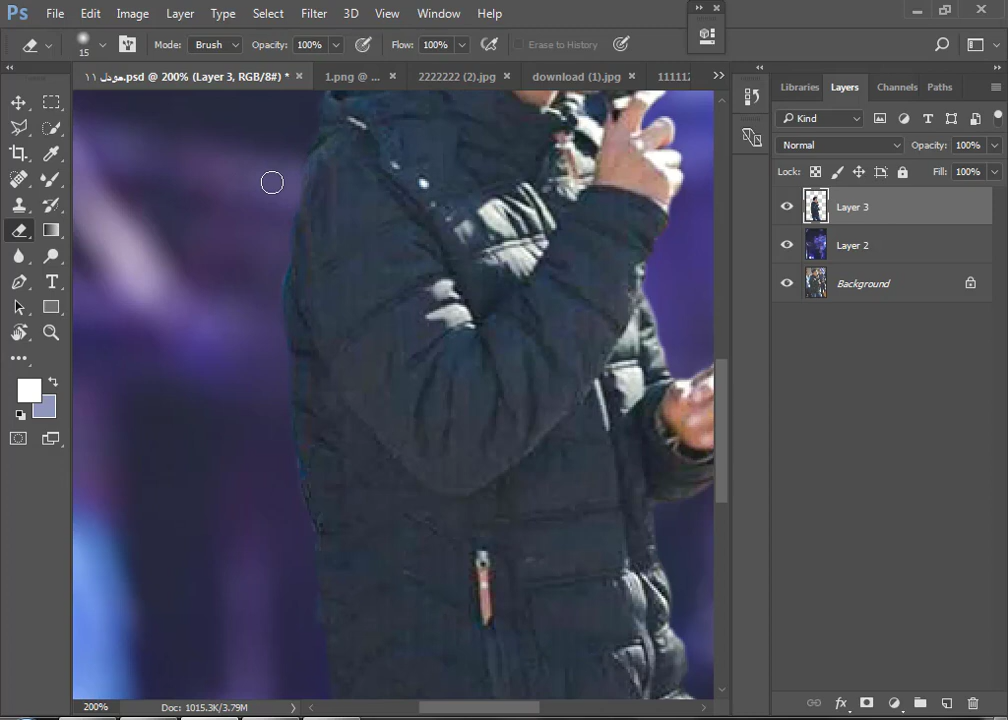 Ps File Edit Image Layer Type Select Filter 3D View Window Help
15 Mode: Brush Opacity: 100% Flow: 100% Erase to History
موديل ١١.psd @ 200% (Layer 3, RGB/8#) * × 1.png @ ... × 2222222 (2).jpg × download (1).jpg × 111112
Libraries Layers Channels Paths
Kind
Normal Opacity: 100%
Lock: Fill: 100%
Layer 3
Layer 2
Background
200% Doc: 1015.3K/3.79M